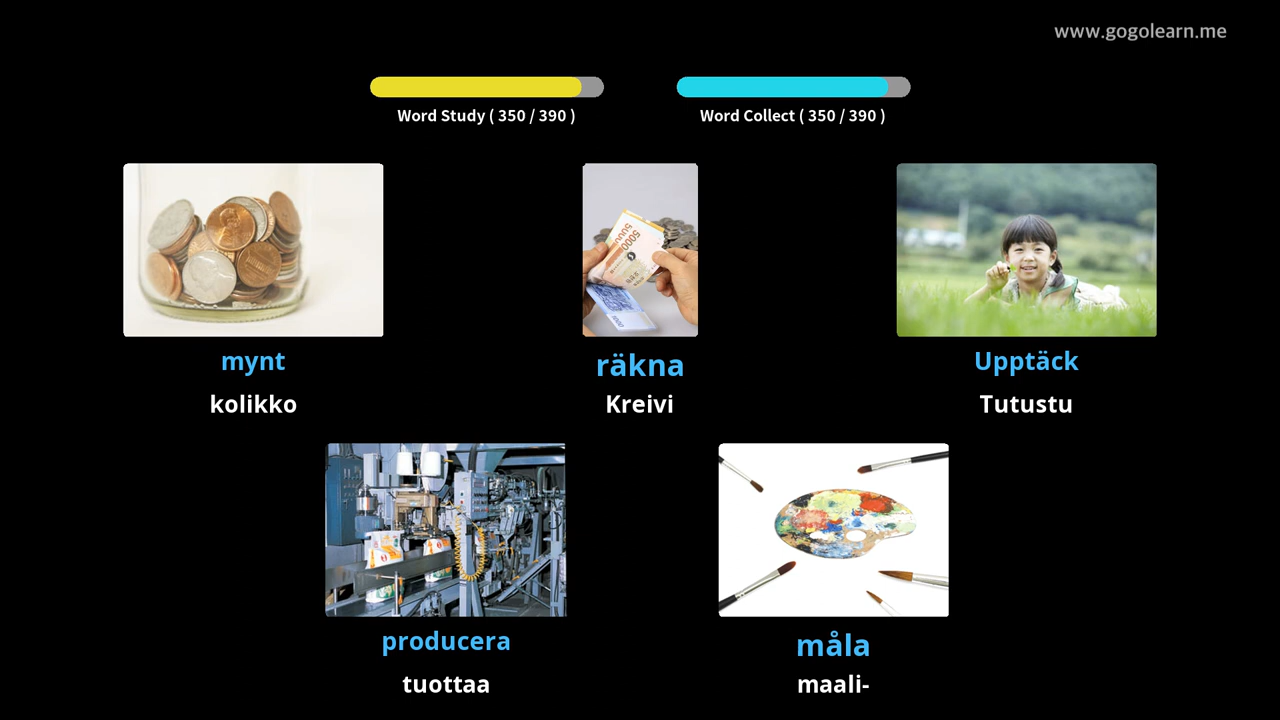 www.gogolearn.me
Word Study ( 350 / 390 )
Word Collect ( 350 / 390 )
mynt
kolikko
räkna
Kreivi
Upptäck
Tutustu
producera
tuottaa
måla
maali-